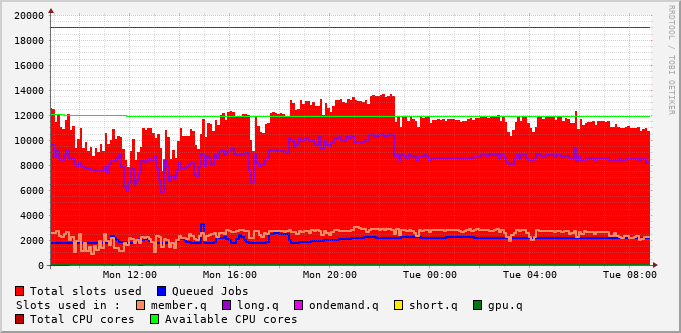 20000
18000
16000
14000
12000
10000
8000
6000
4000
2000
0
Mon 12:00 Mon 16:00 Mon 20:00 Tue 00:00 Tue 04:00 Tue 08:00
RRDTOOL / TOBI OETIKER
Total slots used Queued Jobs
Slots used in : member.q long.q ondemand.q short.q gpu.q
Total CPU cores Available CPU cores